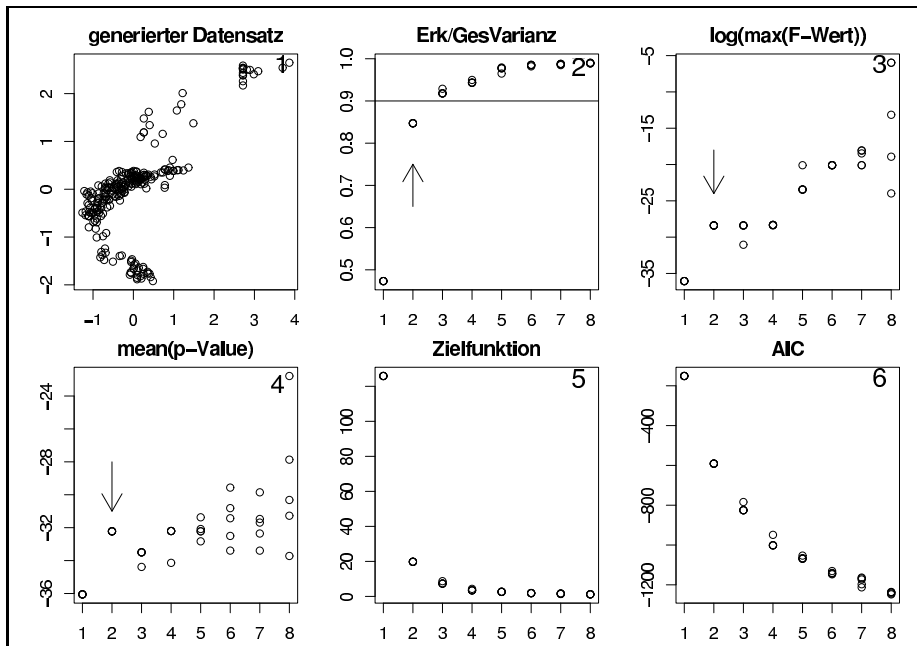 generierter Datensatz
1
2
1
0
−1
−2
−1 0 1 2 3 4
Erk/GesVarianz
2
1.0
0.9
0.8
0.7
0.6
0.5
1 2 3 4 5 6 7 8
log(max(F−Wert))
3
−5
−15
−25
−35
1 2 3 4 5 6 7 8
mean(p−Value)
4
−24
−28
−32
−36
1 2 3 4 5 6 7 8
Zielfunktion
5
100
80
60
40
20
0
1 2 3 4 5 6 7 8
AIC
6
−400
−800
−1200
1 2 3 4 5 6 7 8